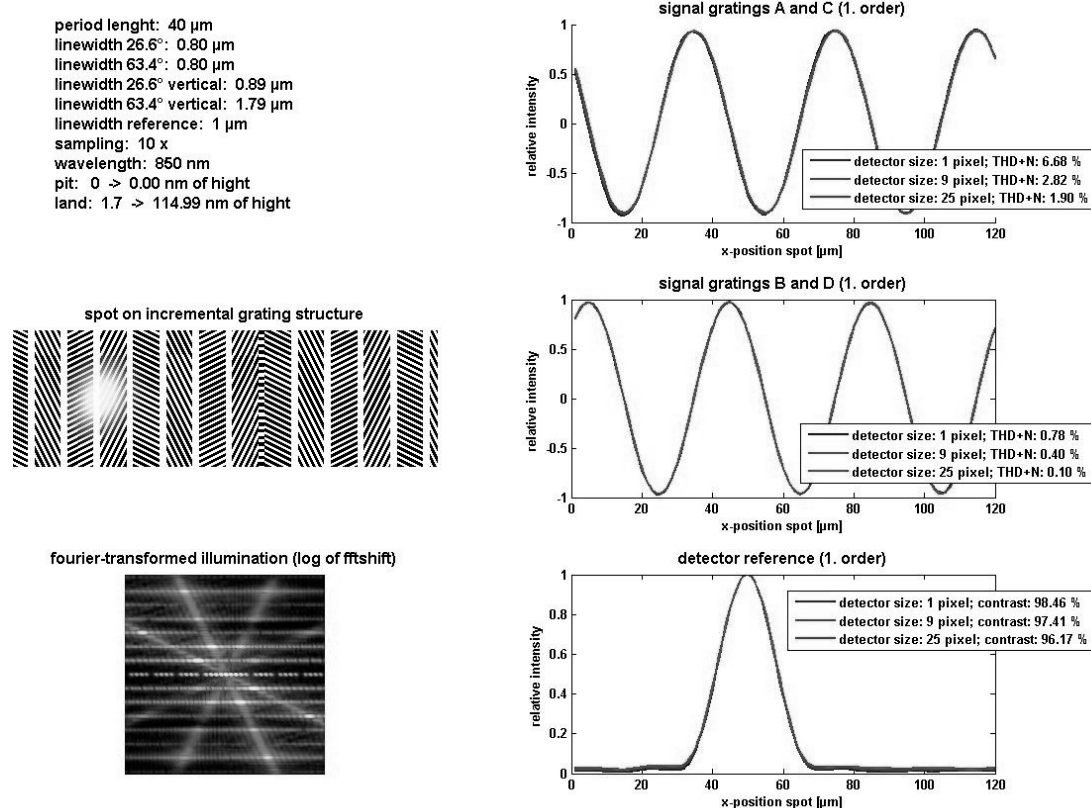 period lenght: 40 µm
linewidth 26.6°: 0.80 µm
linewidth 63.4°: 0.80 µm
linewidth 26.6° vertical: 0.89 µm
linewidth 63.4° vertical: 1.79 µm
linewidth reference: 1 µm
sampling: 10 x
wavelength: 850 nm
pit: 0 -> 0.00 nm of hight
land: 1.7 -> 114.99 nm of hight
signal gratings A and C (1. order)
relative intensity
1
0.5
0
-0.5
-1
detector size: 1 pixel; THD+N: 6.68 %
detector size: 9 pixel; THD+N: 2.82 %
detector size: 25 pixel; THD+N: 1.90 %
0 20 40 60 80 100 120
x-position spot [µm]
spot on incremental grating structure
signal gratings B and D (1. order)
relative intensity
1
0.5
0
-0.5
-1
detector size: 1 pixel; THD+N: 0.78 %
detector size: 9 pixel; THD+N: 0.40 %
detector size: 25 pixel; THD+N: 0.10 %
0 20 40 60 80 100 120
x-position spot [µm]
fourier-transformed illumination (log of fftshift)
detector reference (1. order)
relative intensity
1
0.8
0.6
0.4
0.2
0
detector size: 1 pixel; contrast: 98.46 %
detector size: 9 pixel; contrast: 97.41 %
detector size: 25 pixel; contrast: 96.17 %
0 20 40 60 80 100 120
x-position spot [µm]